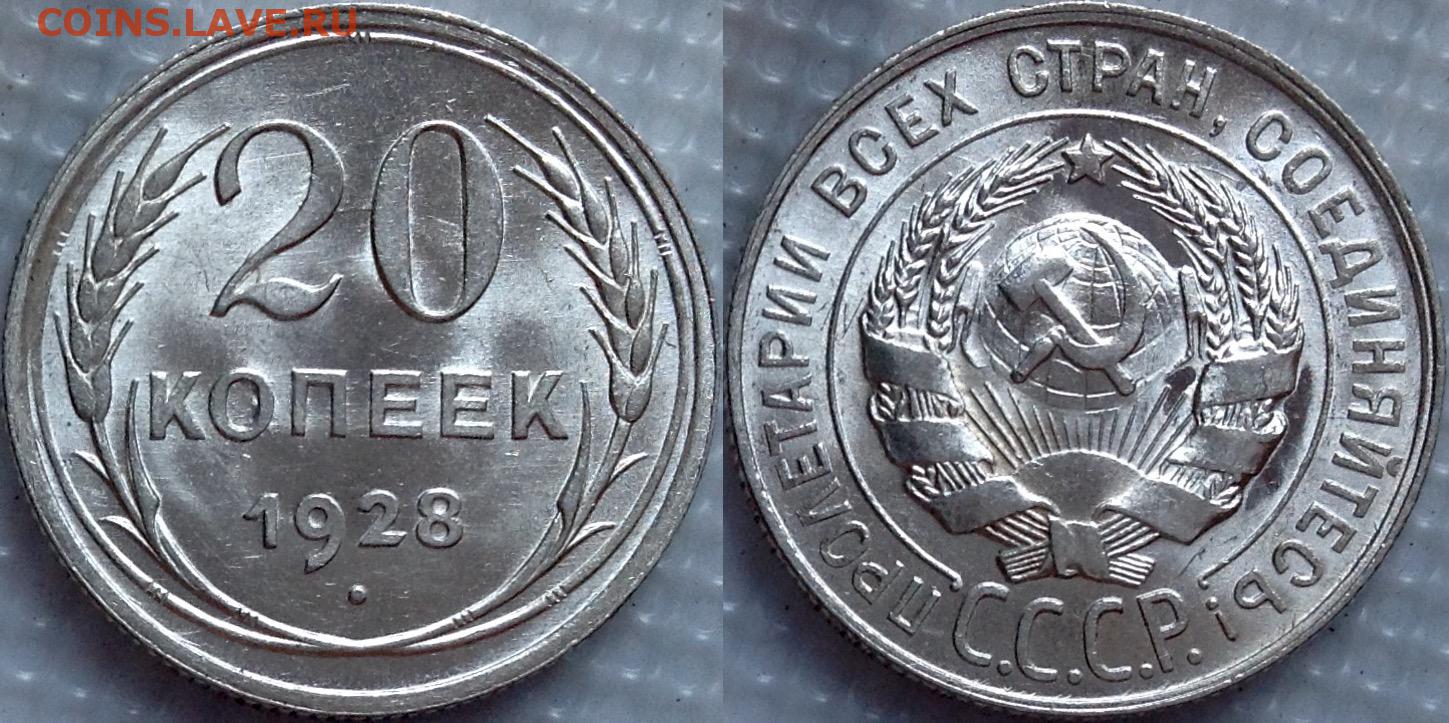 COINS.LAVE.RU
20
КОПЕЕК
1928
ПРОЛЕТАРИИ ВСЕХ СТРАН, СОЕДИНЯЙТЕСЬ!
С.С.С.Р.